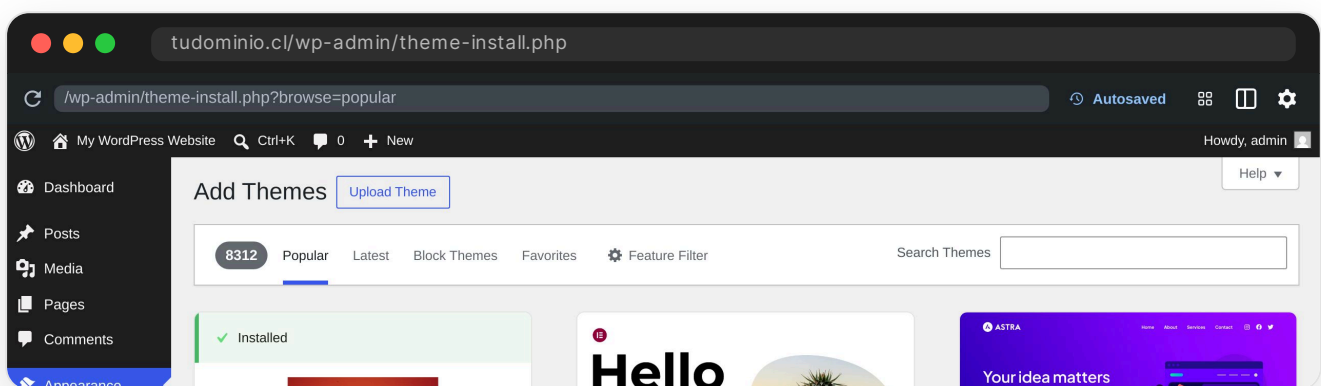 tudominio.cl/wp-admin/theme-install.php
/wp-admin/theme-install.php?browse=popular
Autosaved
My WordPress Website Ctrl+K 0 New
Howdy, admin
Dashboard
Posts
Media
Pages
Comments
Appearance
Help
Add Themes Upload Theme
8312 Popular Latest Block Themes Favorites Feature Filter
Search Themes
Installed
Hello
ASTRA Home About Services Contact
Your idea matters